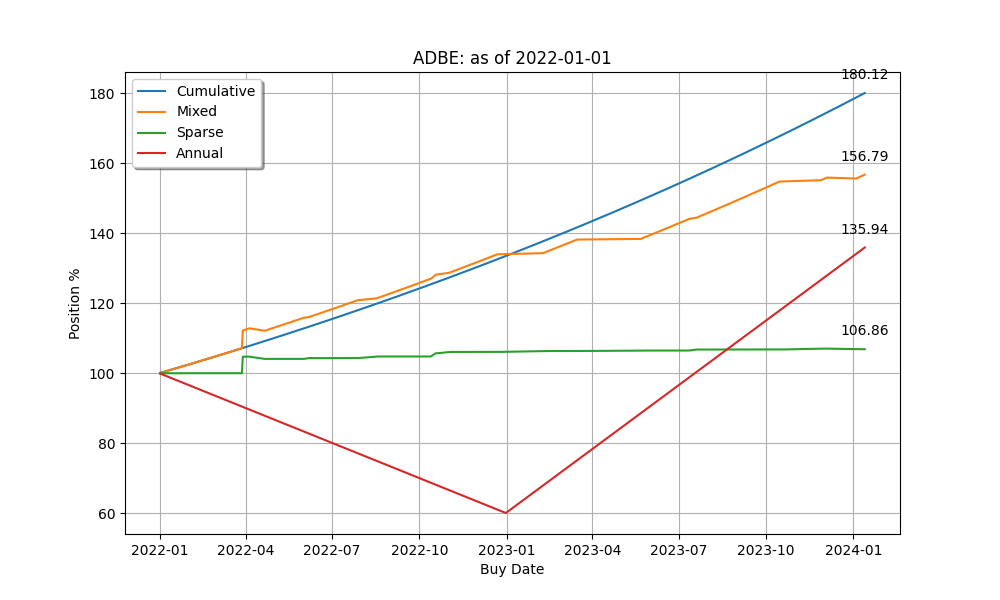 ADBE: as of 2022-01-01
Cumulative
Mixed
Sparse
Annual
180.12
156.79
135.94
106.86
180
160
140
120
100
80
60
Position %
2022-01 2022-04 2022-07 2022-10 2023-01 2023-04 2023-07 2023-10 2024-01
Buy Date